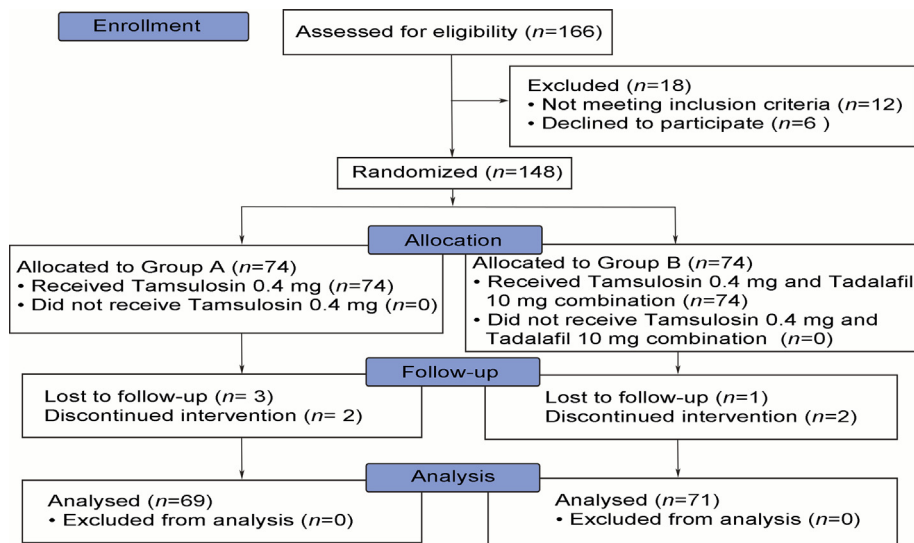 Enrollment
Assessed for eligibility (n=166)
Excluded (n=18)
• Not meeting inclusion criteria (n=12)
• Declined to participate (n=6 )
Randomized (n=148)
Allocation
Allocated to Group A (n=74)
• Received Tamsulosin 0.4 mg (n=74)
• Did not receive Tamsulosin 0.4 mg (n=0)
Allocated to Group B (n=74)
• Received Tamsulosin 0.4 mg and Tadalafil
10 mg combination (n=74)
• Did not receive Tamsulosin 0.4 mg and
Tadalafil 10 mg combination (n=0)
Follow-up
Lost to follow-up (n= 3)
Discontinued intervention (n= 2)
Lost to follow-up (n=1)
Discontinued intervention (n=2)
Analysis
Analysed (n=69)
• Excluded from analysis (n=0)
Analysed (n=71)
• Excluded from analysis (n=0)